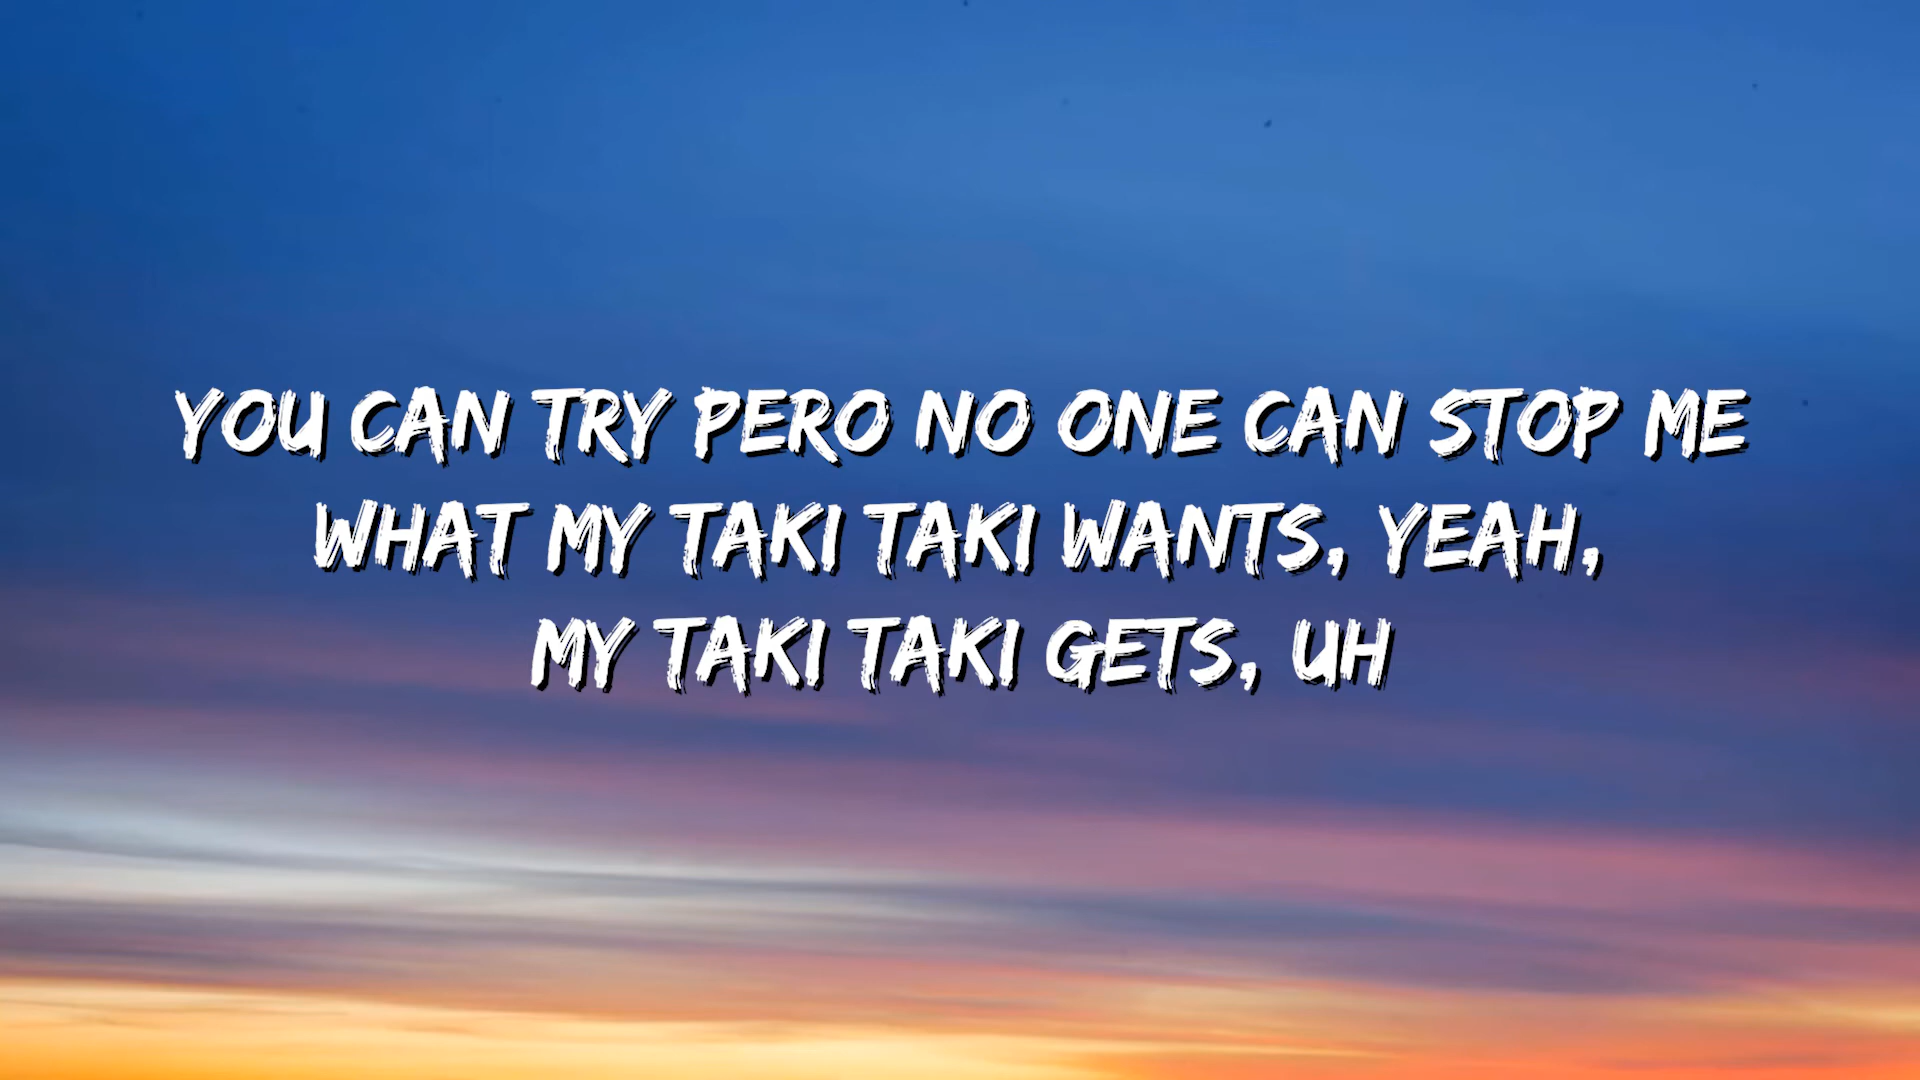 YOU CAN TRY PERO NO ONE CAN STOP ME
WHAT MY TAKI TAKI WANTS, YEAH,
MY TAKI TAKI GETS, UH